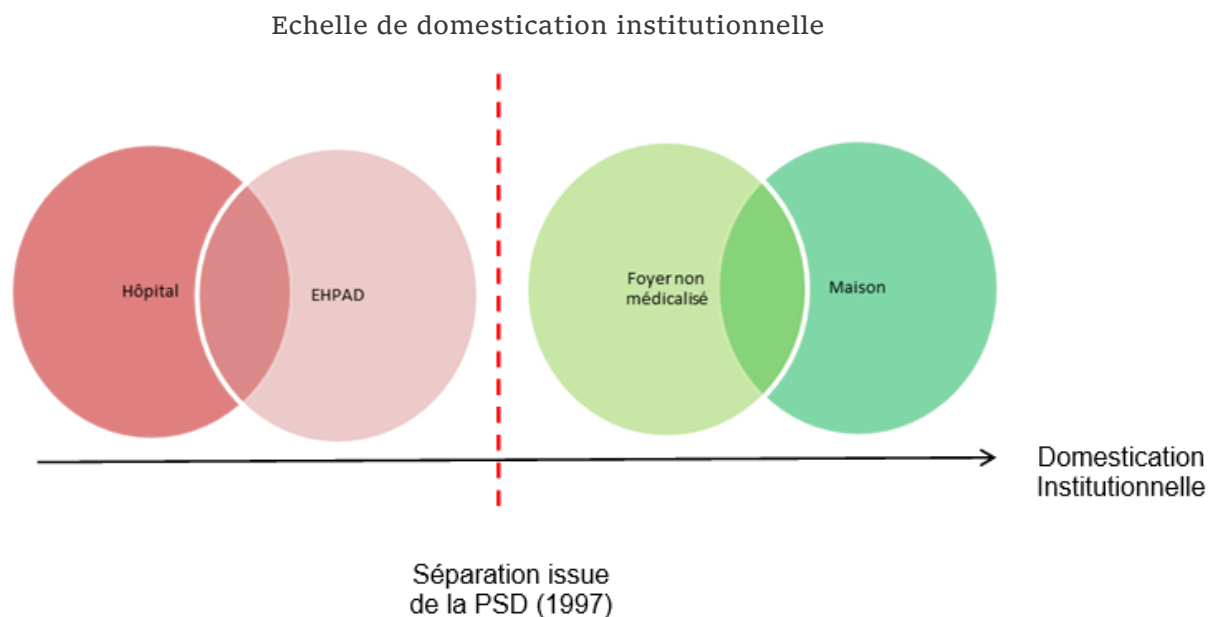 Echelle de domestication institutionnelle
Hôpital
EHPAD
Foyer non
médicalisé
Maison
Domestication
Institutionnelle
Séparation issue
de la PSD (1997)